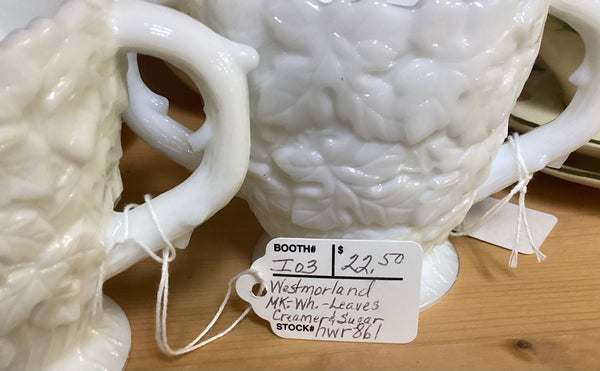 BOOTH# $
I03 22.50
Westmorland
MK-Wh.-Leaves
Creamer & Sugar
STOCK# hwr861